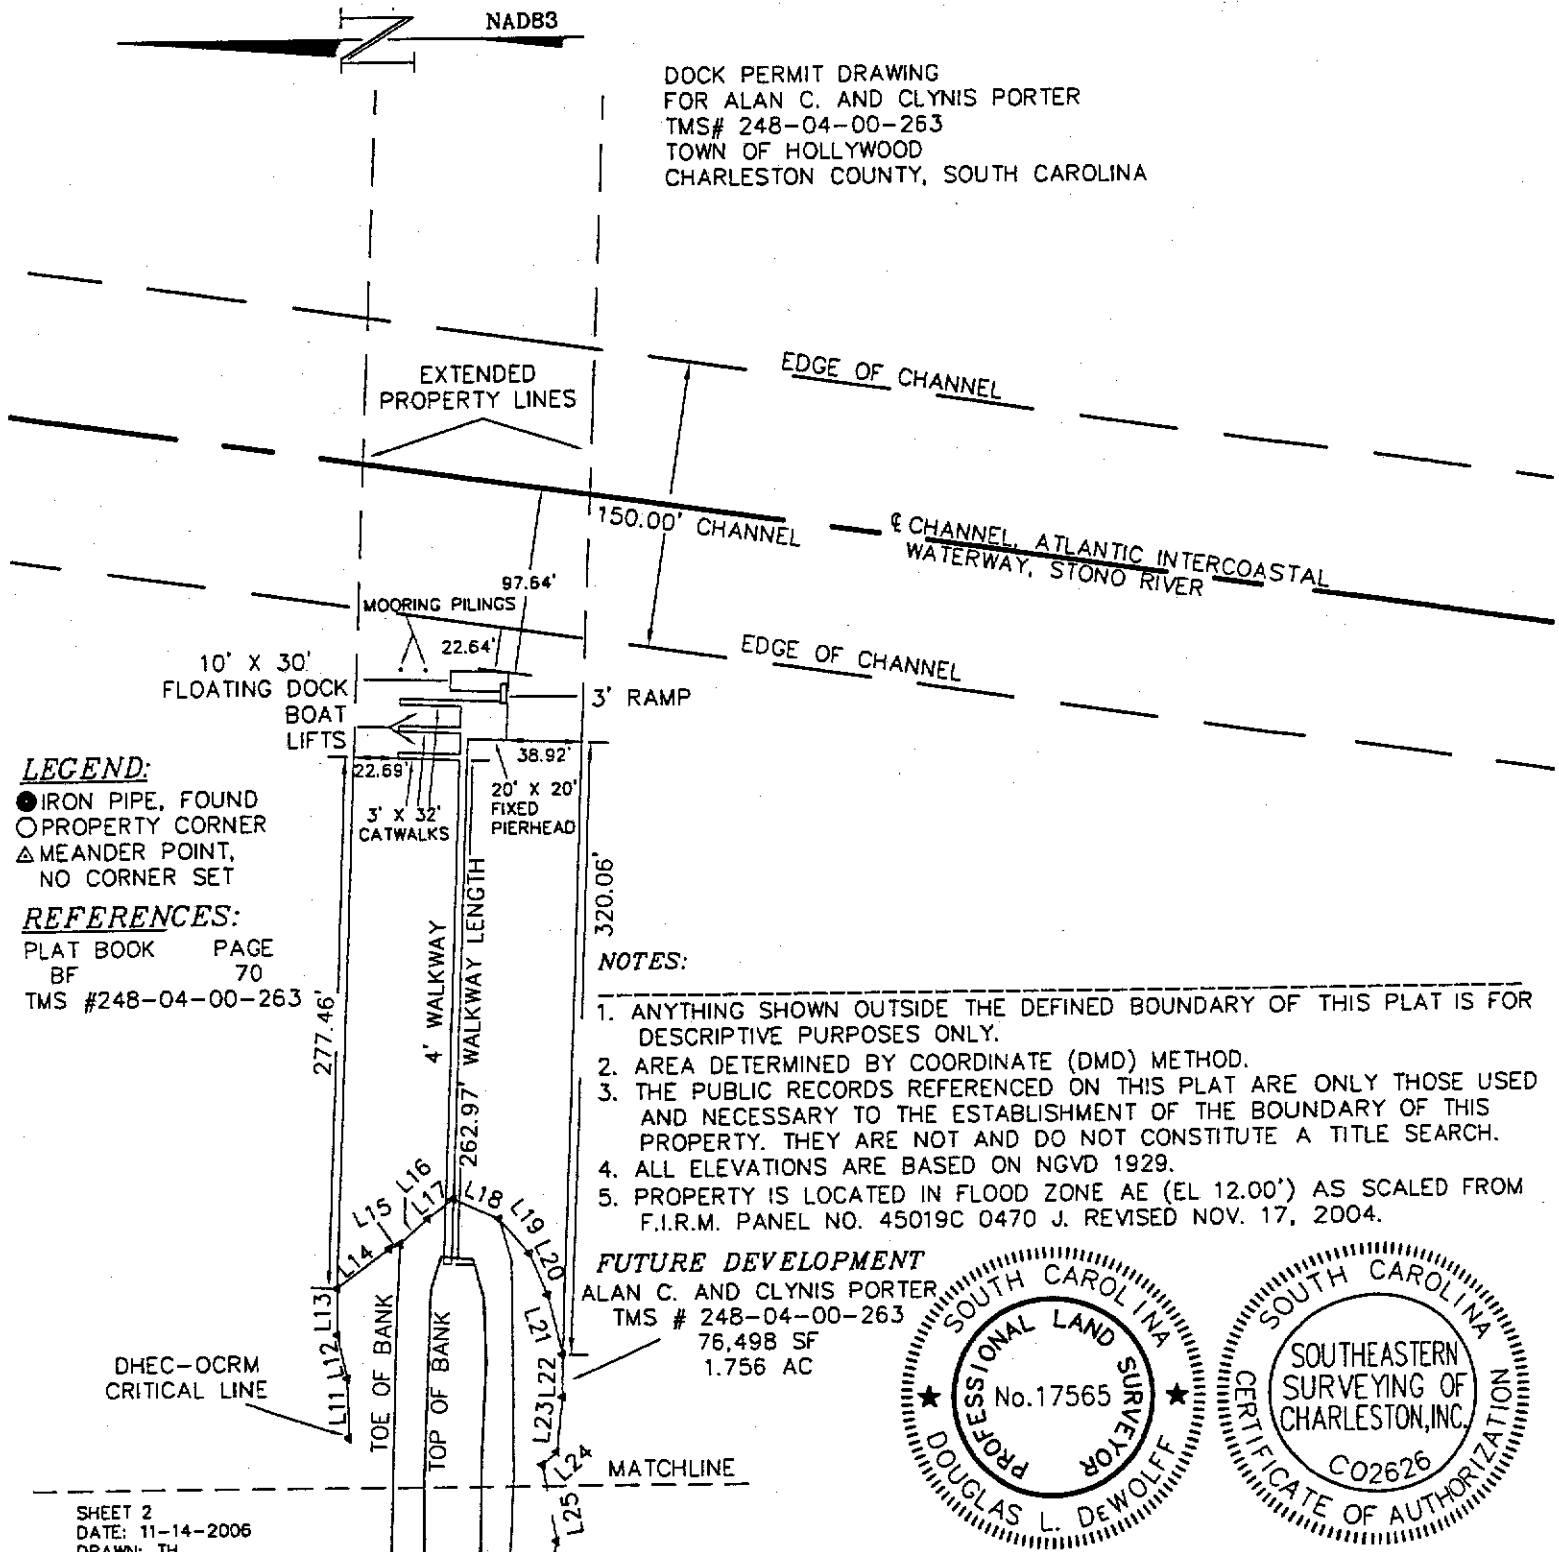 NAD83
DOCK PERMIT DRAWING
FOR ALAN C. AND CLYNIS PORTER
TMS# 248-04-00-263
TOWN OF HOLLYWOOD
CHARLESTON COUNTY, SOUTH CAROLINA
EDGE OF CHANNEL
EXTENDED
PROPERTY LINES
150.00' CHANNEL
℄ CHANNEL, ATLANTIC INTERCOASTAL
WATERWAY, STONO RIVER
97.64'
MOORING PILINGS
22.64'
EDGE OF CHANNEL
10' X 30'
FLOATING DOCK
3' RAMP
BOAT
LIFTS
38.92'
22.69'
20' X 20'
FIXED
PIERHEAD
3' X 32'
CATWALKS
LEGEND:
IRON PIPE, FOUND
PROPERTY CORNER
MEANDER POINT,
NO CORNER SET
REFERENCES:
PLAT BOOK PAGE
BF 70
TMS #248-04-00-263
277.46'
4' WALKWAY
262.97' WALKWAY LENGTH
320.06'
NOTES:
1. ANYTHING SHOWN OUTSIDE THE DEFINED BOUNDARY OF THIS PLAT IS FOR
DESCRIPTIVE PURPOSES ONLY.
2. AREA DETERMINED BY COORDINATE (DMD) METHOD.
3. THE PUBLIC RECORDS REFERENCED ON THIS PLAT ARE ONLY THOSE USED
AND NECESSARY TO THE ESTABLISHMENT OF THE BOUNDARY OF THIS
PROPERTY. THEY ARE NOT AND DO NOT CONSTITUTE A TITLE SEARCH.
4. ALL ELEVATIONS ARE BASED ON NGVD 1929.
5. PROPERTY IS LOCATED IN FLOOD ZONE AE (EL 12.00') AS SCALED FROM
F.I.R.M. PANEL NO. 45019C 0470 J. REVISED NOV. 17, 2004.
FUTURE DEVELOPMENT
ALAN C. AND CLYNIS PORTER
TMS # 248-04-00-263
76,498 SF
1.756 AC
L11
L12
L13
L14
L15
L16
L17
L18
L19
L20
L21
L22
L23
L24
L25
DHEC-OCRM
CRITICAL LINE
TOE OF BANK
TOP OF BANK
MATCHLINE
SHEET 2
DATE: 11-14-2006
DRAWN: TH
SOUTH CAROLINA
PROFESSIONAL LAND SURVEYOR
No.17565
DOUGLAS L. DeWOLFF
SOUTH CAROLINA
SOUTHEASTERN
SURVEYING OF
CHARLESTON,INC.
C02626
CERTIFICATE OF AUTHORIZATION